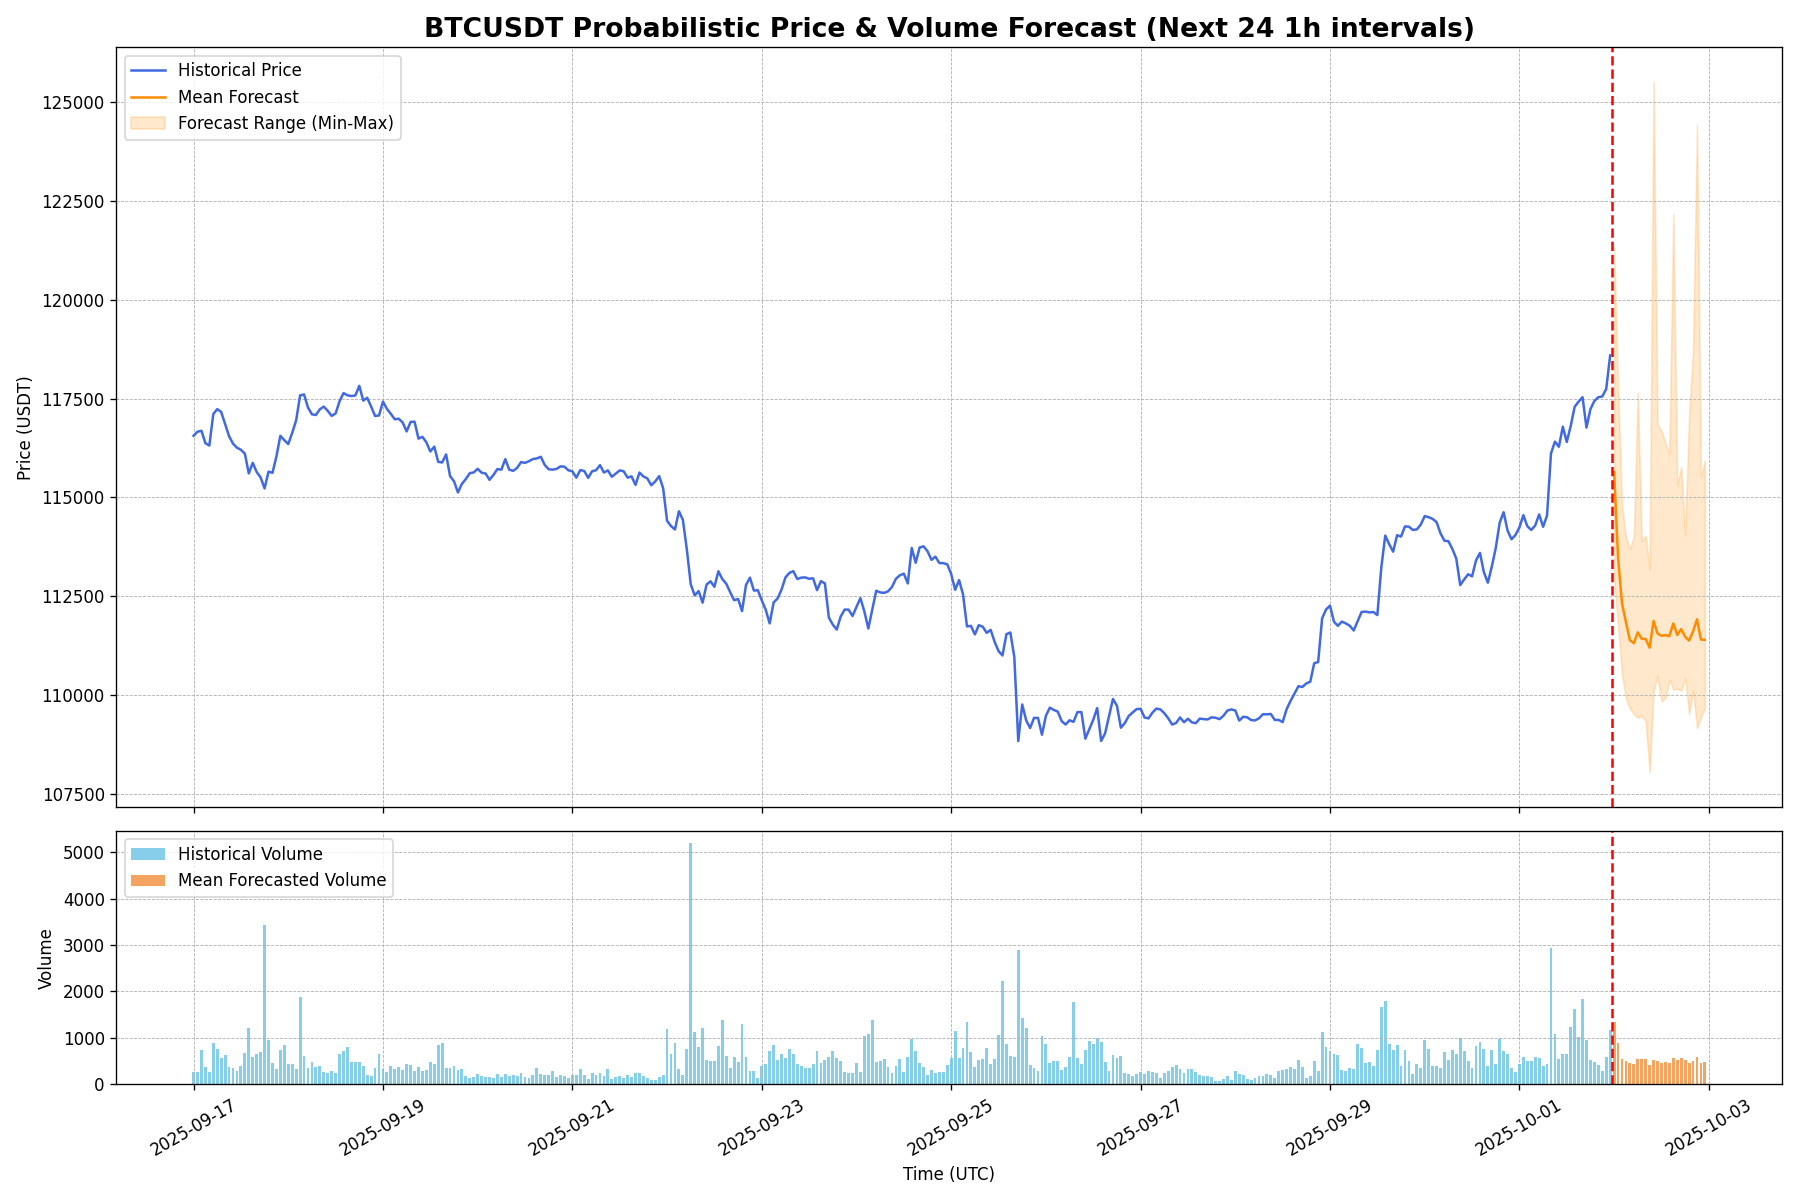 BTCUSDT Probabilistic Price & Volume Forecast (Next 24 1h intervals)
Historical Price
Mean Forecast
Forecast Range (Min-Max)
125000
122500
120000
117500
115000
112500
110000
107500
Price (USDT)
Historical Volume
Mean Forecasted Volume
5000
4000
3000
2000
1000
0
Volume
2025-09-17
2025-09-19
2025-09-21
2025-09-23
2025-09-25
2025-09-27
2025-09-29
2025-10-01
2025-10-03
Time (UTC)